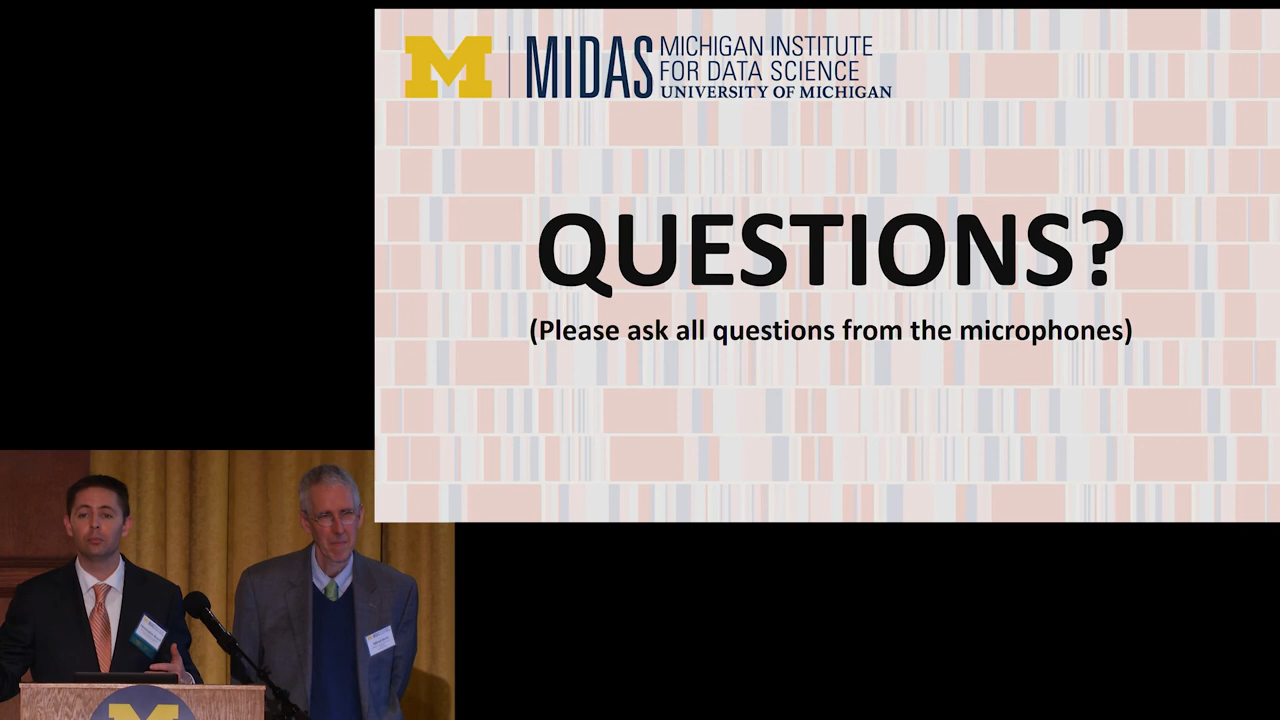 M
MIDAS
MICHIGAN INSTITUTE
FOR DATA SCIENCE
UNIVERSITY OF MICHIGAN
QUESTIONS?
(Please ask all questions from the microphones)
M